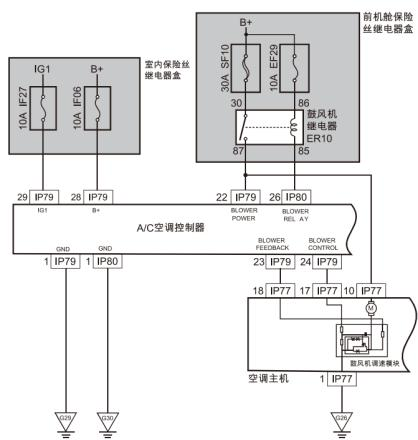 前机舱保险
丝继电器盒
B+
室内保险丝
继电器盒
IG1 B+
10A IF27
10A IF06
30A SF10
10A EF29
30 86
鼓风机
继电器
ER10
87 85
29 IP79 28 IP79 22 IP79 26 IP80
IG1 B+ BLOWER POWER BLOWER REL AY
A/C空调控制器
GND GND BLOWER FEEDBACK BLOWER CONTROL
1 IP79 1 IP80 23 IP79 24 IP79
18 IP77 17 IP77 10 IP77
M
鼓风机调速模块
空调主机
1 IP77
G29 G30 G26